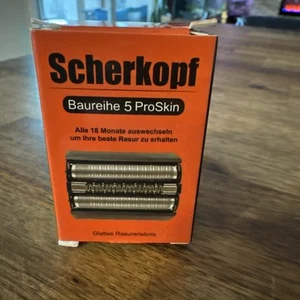 Scherkopf
Baureihe 5 ProSkin
Alle 18 Monate auswechseln
um Ihre beste Rasur zu erhalten
Glattes Rasurerlebnis